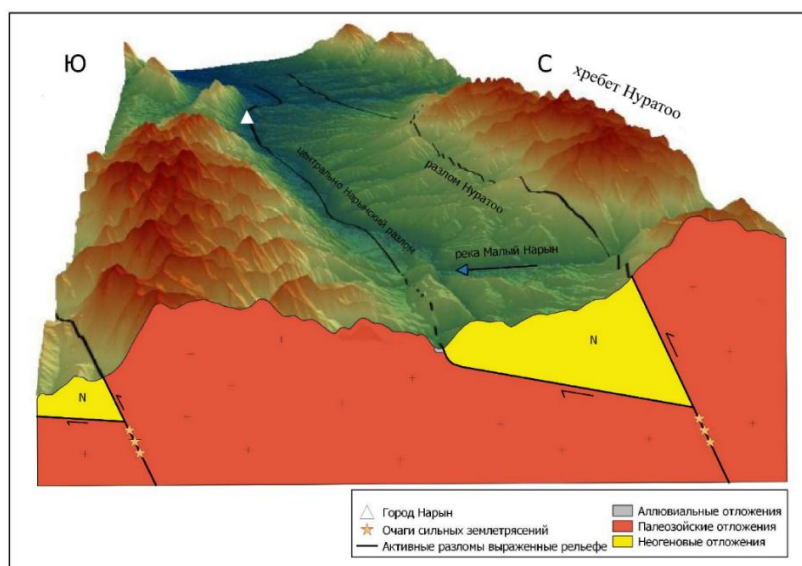 Ю
С
хребет Нуратоо
центрально Нарынский разлом
разлом Нуратоо
река Малый Нарын
N
N
Город Нарын
Очаги сильных землетрясений
Активные разломы выраженные рельефе
Аллювиальные отложения
Палеозойские отложения
Неогеновые отложения